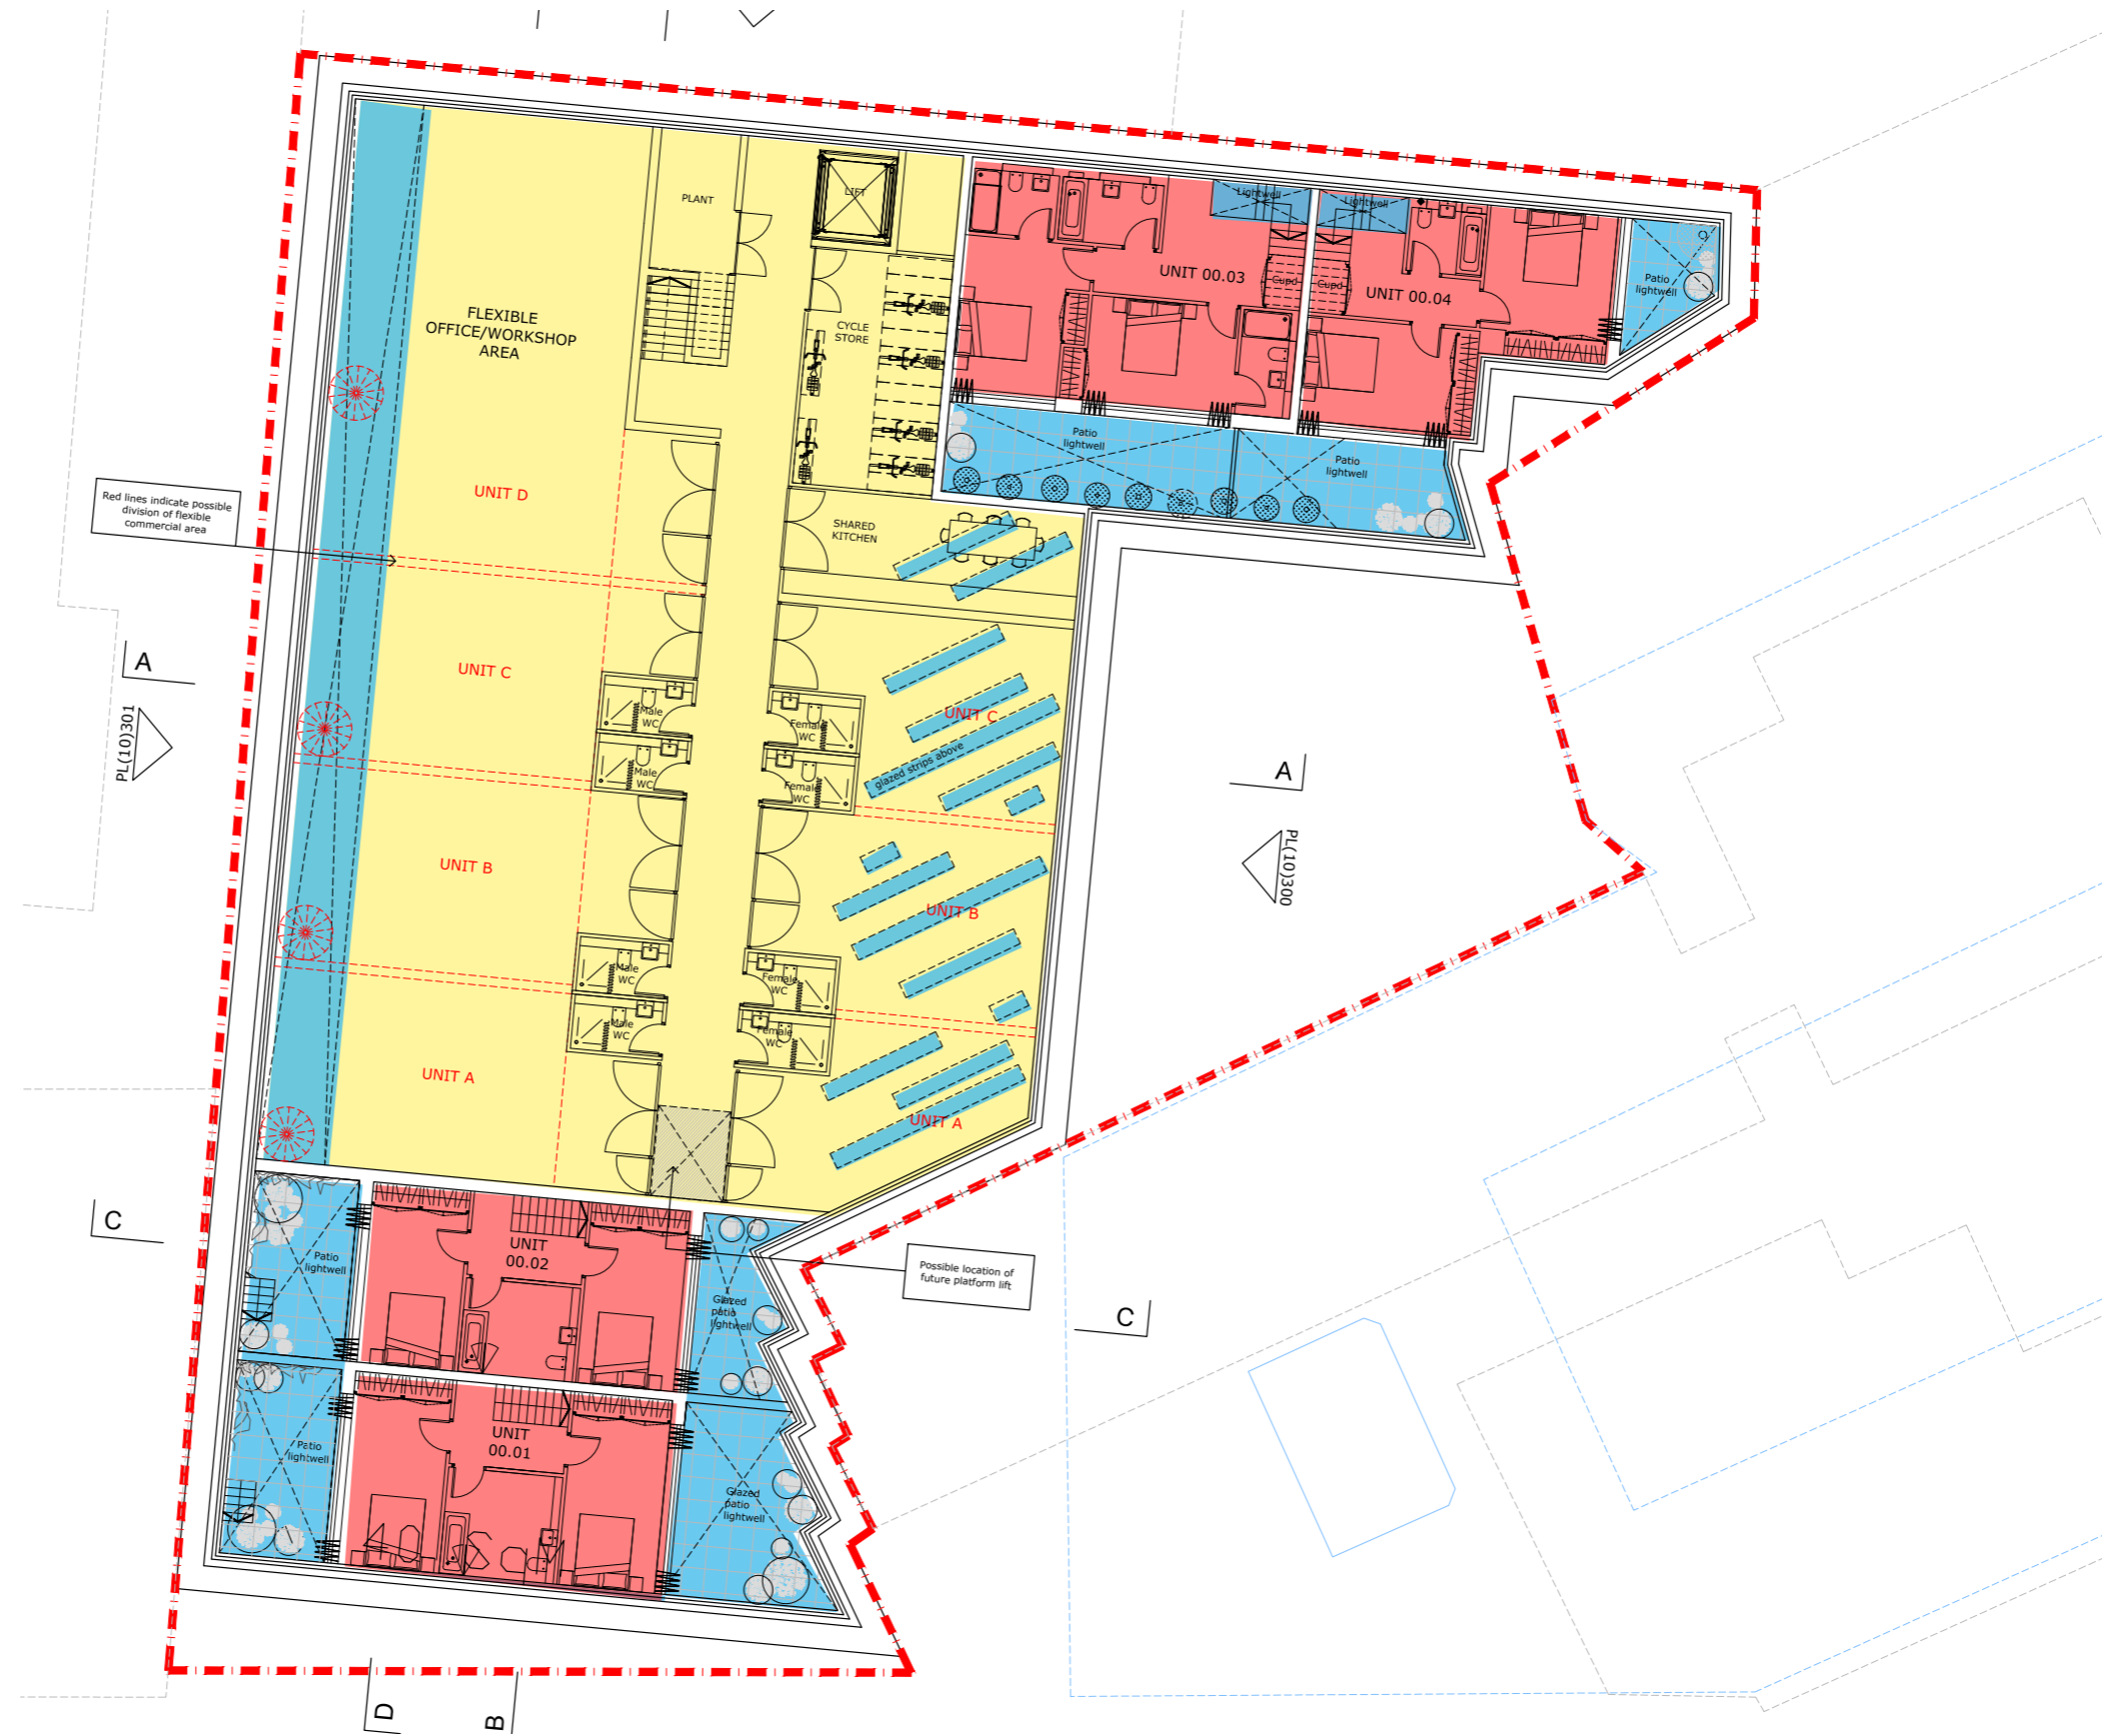 PLANT
LIFT
Lightwell
Lightwell
UNIT 00.03
Cupd
Cupd
UNIT 00.04
Patio
lightwell
FLEXIBLE
OFFICE/WORKSHOP
AREA
CYCLE
STORE
Patio
lightwell
Patio
lightwell
UNIT D
Red lines indicate possible
division of flexible
commercial area
SHARED
KITCHEN
A
PL(10)301
UNIT C
Male
WC
Female
WC
UNIT C
glazed strips above
Male
WC
Female
WC
A
PL(10)300
UNIT B
UNIT B
Male
WC
Female
WC
Male
WC
Female
WC
UNIT A
UNIT A
C
Patio
lightwell
UNIT
00.02
Glazed
patio
lightwell
Possible location of
future platform lift
C
Patio
lightwell
UNIT
00.01
Glazed
patio
lightwell
D
B